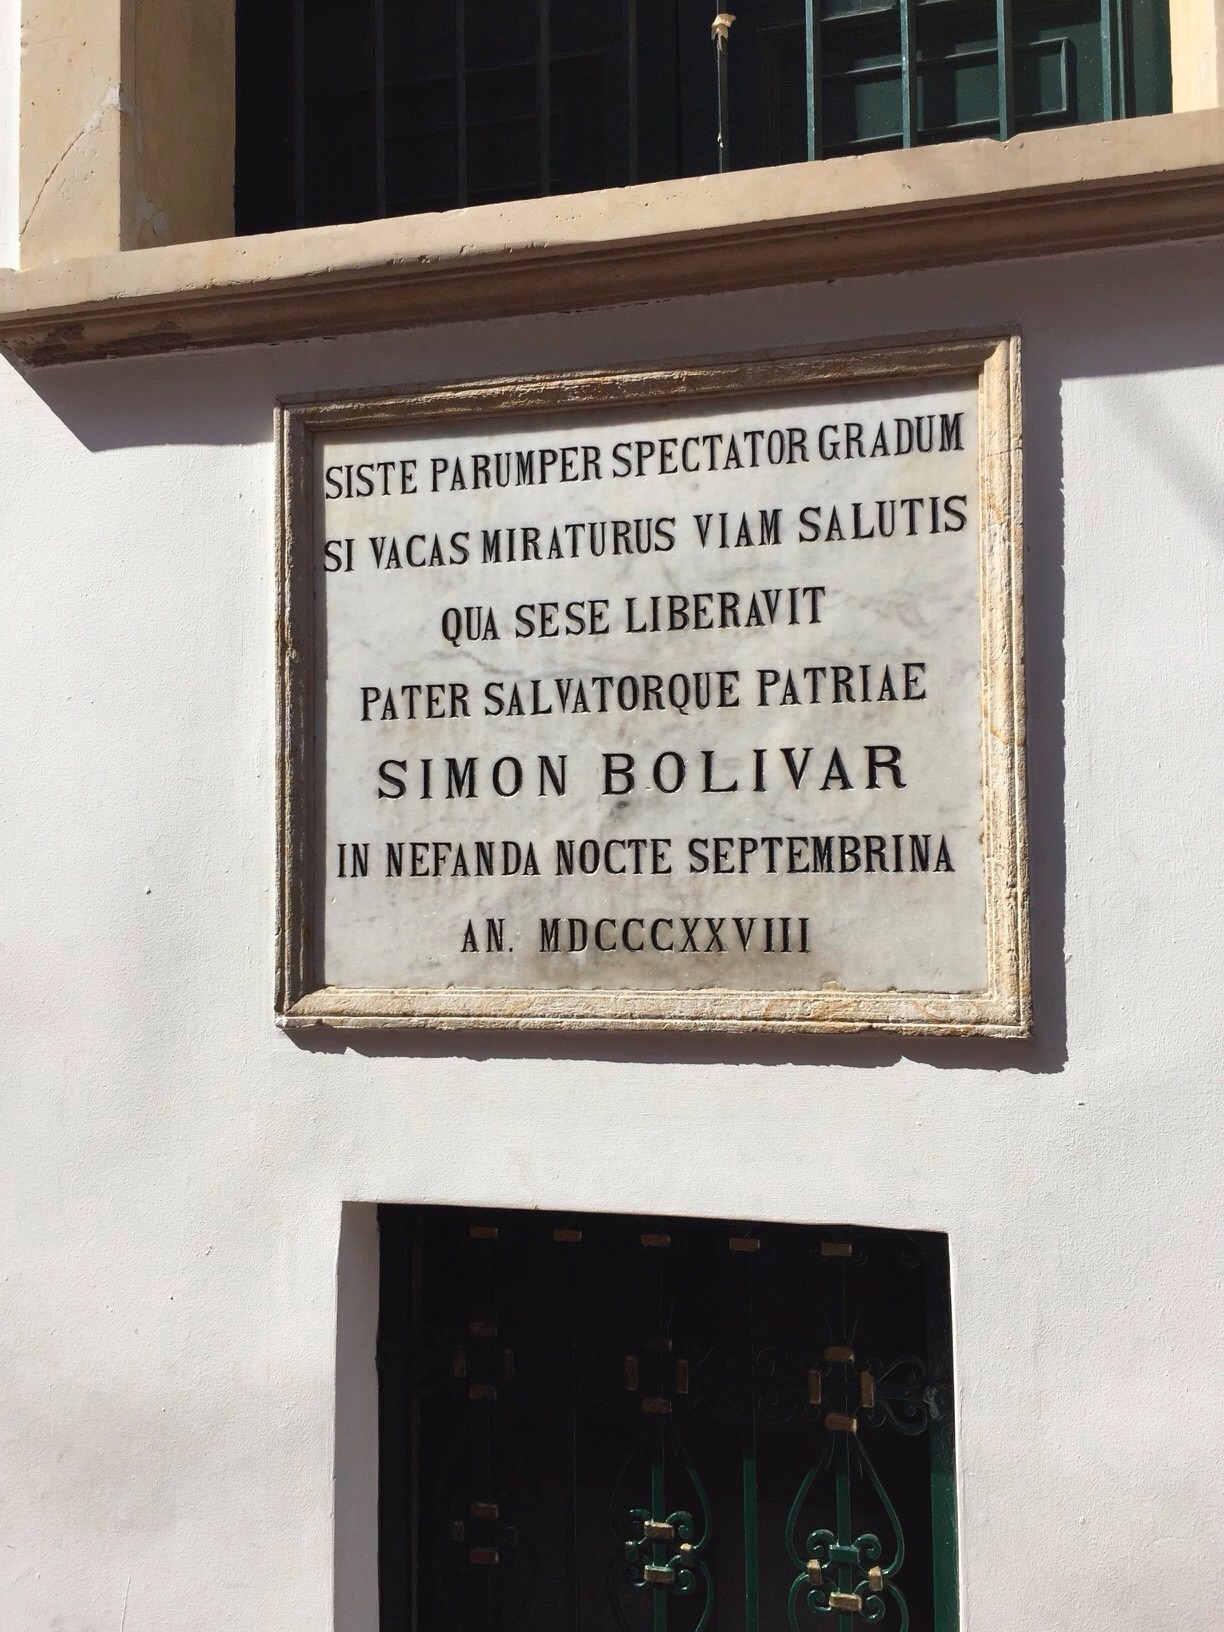 SISTE PARUMPER SPECTATOR GRADUM
SI VACAS MIRATURUS VIAM SALUTIS
QUA SESE LIBERAVIT
PATER SALVATORQUE PATRIAE
SIMON BOLIVAR
IN NEFANDA NOCTE SEPTEMBRINA
AN. MDCCCXXVIII